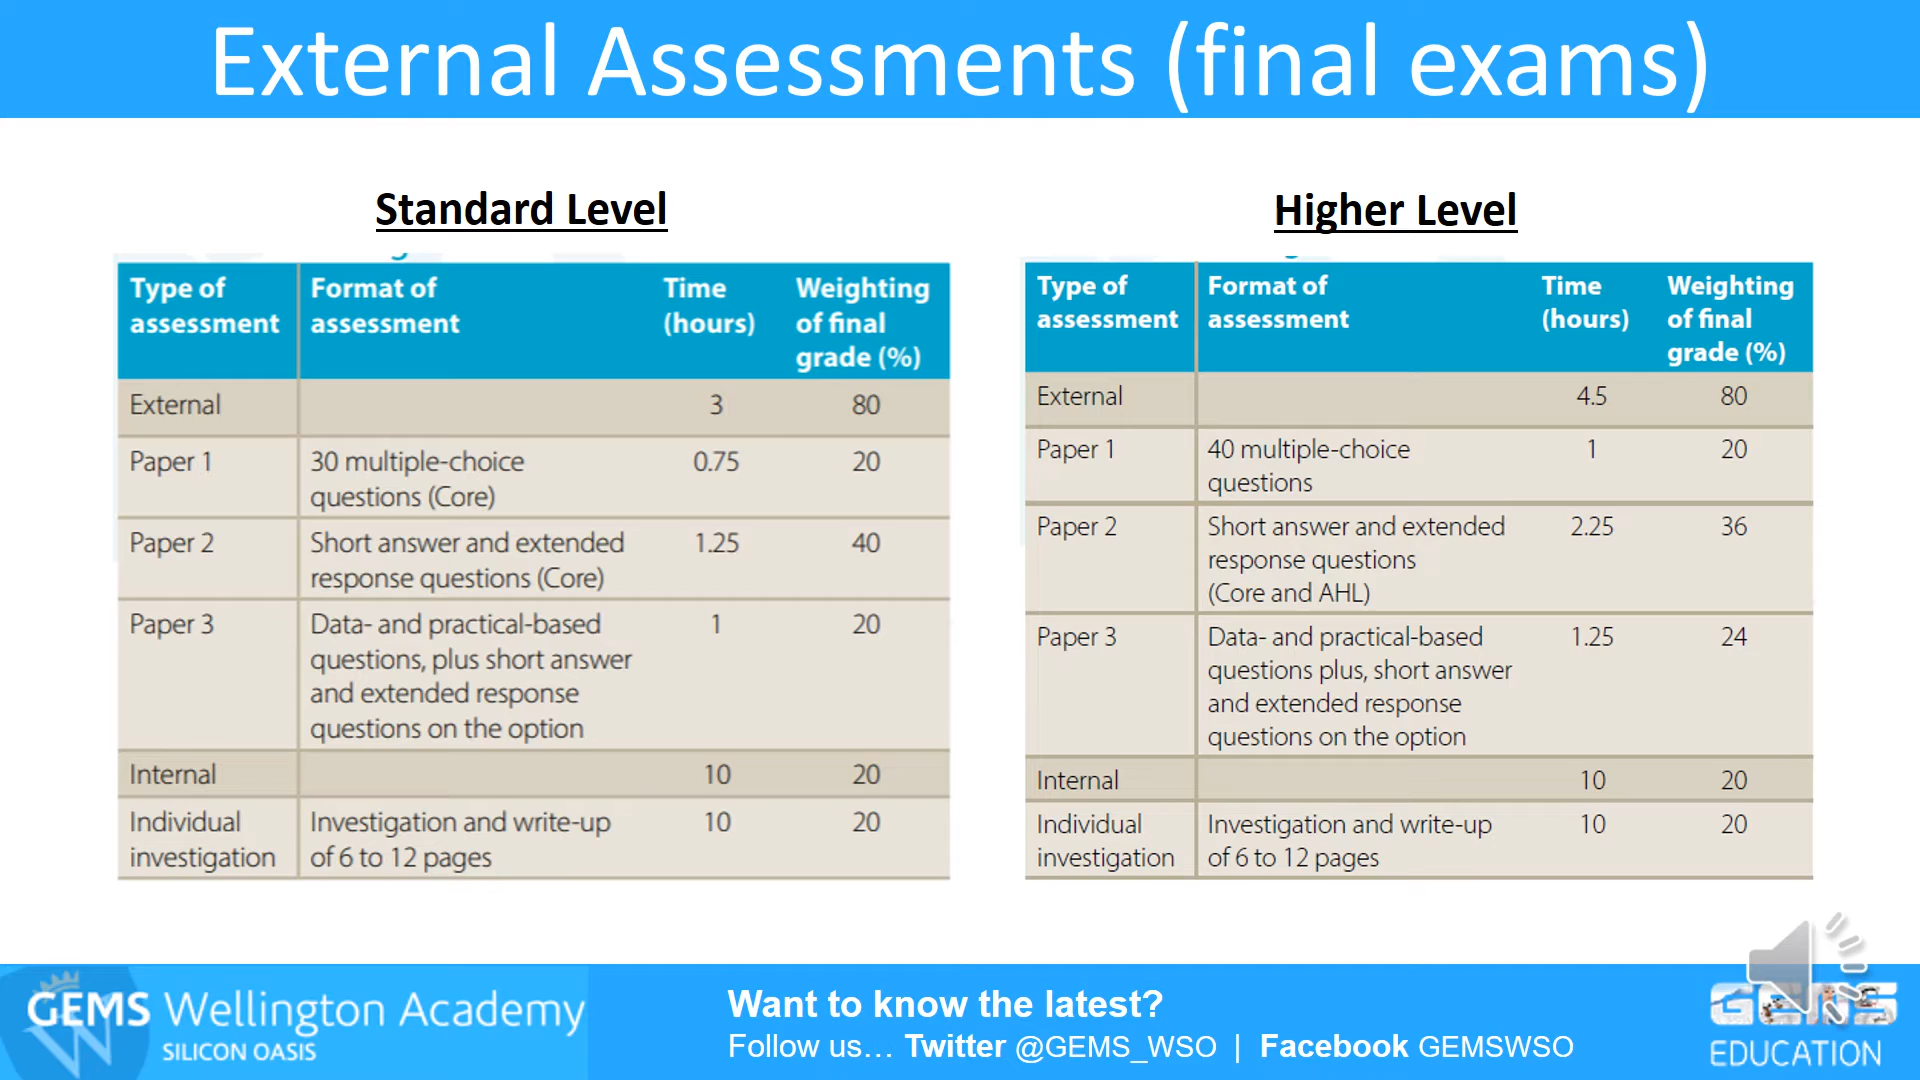 External Assessments (final exams)
Standard Level
Type of assessment | Format of assessment | Time (hours) | Weighting of final grade (%)
External | | 3 | 80
Paper 1 | 30 multiple-choice questions (Core) | 0.75 | 20
Paper 2 | Short answer and extended response questions (Core) | 1.25 | 40
Paper 3 | Data- and practical-based questions, plus short answer and extended response questions on the option | 1 | 20
Internal | | 10 | 20
Individual investigation | Investigation and write-up of 6 to 12 pages | 10 | 20
Higher Level
Type of assessment | Format of assessment | Time (hours) | Weighting of final grade (%)
External | | 4.5 | 80
Paper 1 | 40 multiple-choice questions | 1 | 20
Paper 2 | Short answer and extended response questions (Core and AHL) | 2.25 | 36
Paper 3 | Data- and practical-based questions plus, short answer and extended response questions on the option | 1.25 | 24
Internal | | 10 | 20
Individual investigation | Investigation and write-up of 6 to 12 pages | 10 | 20
GEMS Wellington Academy
SILICON OASIS
Want to know the latest?
Follow us… Twitter @GEMS_WSO | Facebook GEMSWSO
GEMS
EDUCATION